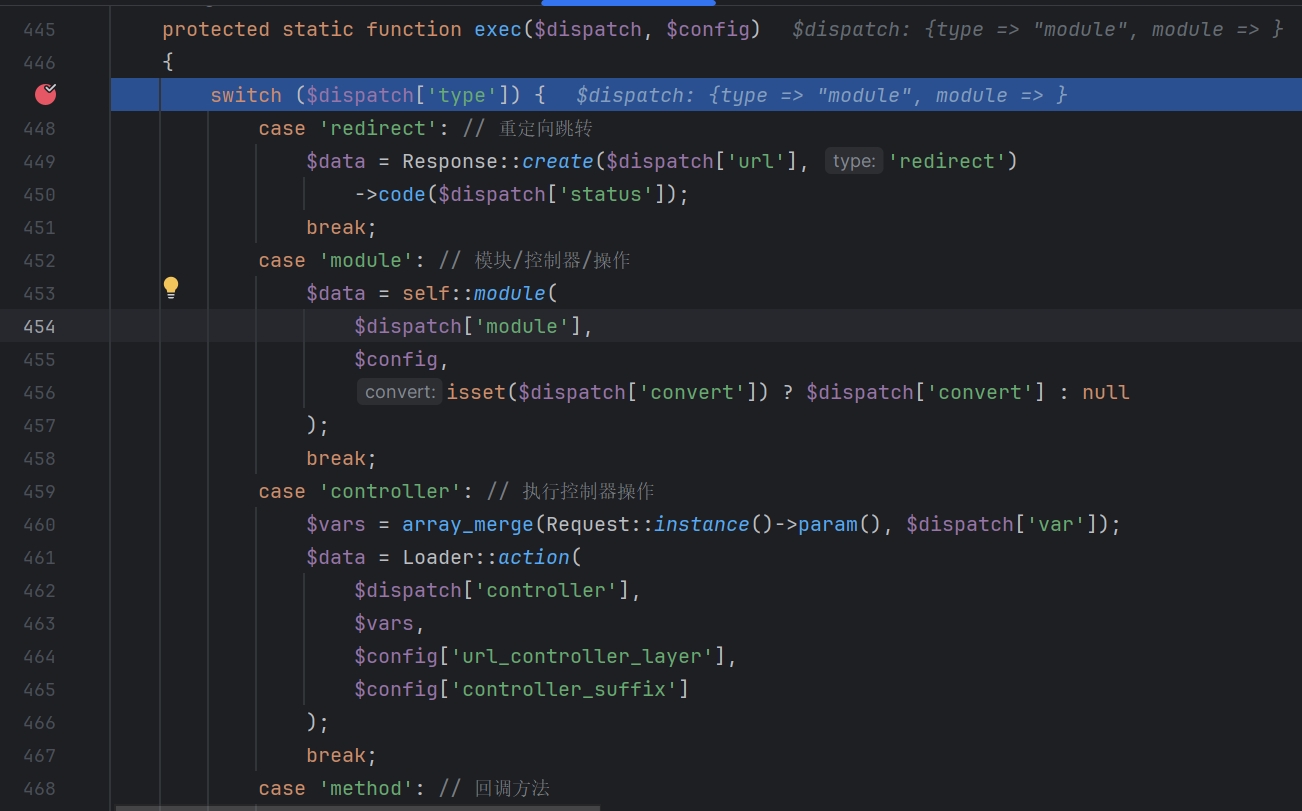 445 protected static function exec($dispatch, $config) $dispatch: {type => "module", module => }
446 {
switch ($dispatch['type']) { $dispatch: {type => "module", module => }
448 case 'redirect': // 重定向跳转
449 $data = Response::create($dispatch['url'], type: 'redirect')
450 ->code($dispatch['status']);
451 break;
452 case 'module': // 模块/控制器/操作
453 $data = self::module(
454 $dispatch['module'],
455 $config,
456 convert: isset($dispatch['convert']) ? $dispatch['convert'] : null
457 );
458 break;
459 case 'controller': // 执行控制器操作
460 $vars = array_merge(Request::instance()->param(), $dispatch['var']);
461 $data = Loader::action(
462 $dispatch['controller'],
463 $vars,
464 $config['url_controller_layer'],
465 $config['controller_suffix']
466 );
467 break;
468 case 'method': // 回调方法